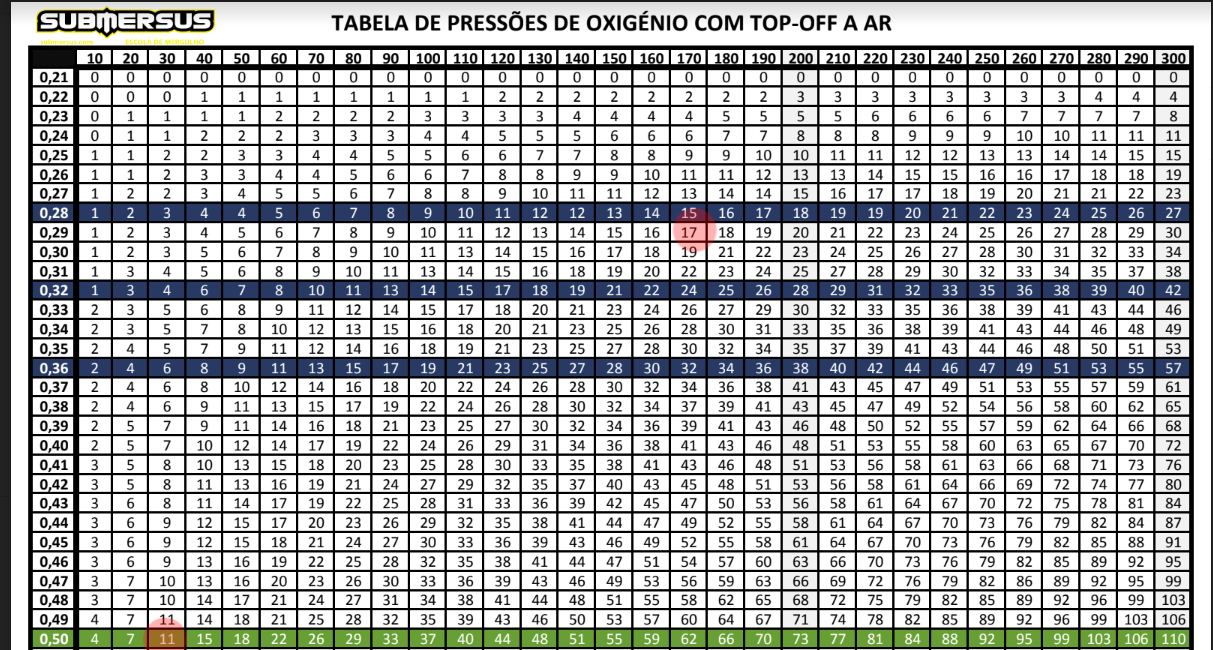 SUBMERSUS
submersus.com ESCOLA DE MERGULHO
TABELA DE PRESSÕES DE OXIGÉNIO COM TOP-OFF A AR
10 20 30 40 50 60 70 80 90 100 110 120 130 140 150 160 170 180 190 200 210 220 230 240 250 260 270 280 290 300
0,21 0 0 0 0 0 0 0 0 0 0 0 0 0 0 0 0 0 0 0 0 0 0 0 0 0 0 0 0 0 0
0,22 0 0 0 1 1 1 1 1 1 1 1 2 2 2 2 2 2 2 2 3 3 3 3 3 3 3 3 4 4 4
0,23 0 1 1 1 1 2 2 2 2 3 3 3 3 4 4 4 4 5 5 5 5 6 6 6 6 7 7 7 7 8
0,24 0 1 1 2 2 2 3 3 3 4 4 5 5 5 6 6 6 7 7 8 8 8 9 9 9 10 10 11 11 11
0,25 1 1 2 2 3 3 4 4 5 5 6 6 7 7 8 8 9 9 10 10 11 11 12 12 13 13 14 14 15 15
0,26 1 1 2 3 3 4 4 5 6 6 7 8 8 9 9 10 11 11 12 13 13 14 15 15 16 16 17 18 18 19
0,27 1 2 2 3 4 5 5 6 7 8 8 9 10 11 11 12 13 14 14 15 16 17 17 18 19 20 21 21 22 23
0,28 1 2 3 4 4 5 6 7 8 9 10 11 12 12 13 14 15 16 17 18 19 19 20 21 22 23 24 25 26 27
0,29 1 2 3 4 5 6 7 8 9 10 11 12 13 14 15 16 17 18 19 20 21 22 23 24 25 26 27 28 29 30
0,30 1 2 3 5 6 7 8 9 10 11 13 14 15 16 17 18 19 21 22 23 24 25 26 27 28 30 31 32 33 34
0,31 1 3 4 5 6 8 9 10 11 13 14 15 16 18 19 20 22 23 24 25 27 28 29 30 32 33 34 35 37 38
0,32 1 3 4 6 7 8 10 11 13 14 15 17 18 19 21 22 24 25 26 28 29 31 32 33 35 36 38 39 40 42
0,33 2 3 5 6 8 9 11 12 14 15 17 18 20 21 23 24 26 27 29 30 32 33 35 36 38 39 41 43 44 46
0,34 2 3 5 7 8 10 12 13 15 16 18 20 21 23 25 26 28 30 31 33 35 36 38 39 41 43 44 46 48 49
0,35 2 4 5 7 9 11 12 14 16 18 19 21 23 25 27 28 30 32 34 35 37 39 41 43 44 46 48 50 51 53
0,36 2 4 6 8 9 11 13 15 17 19 21 23 25 27 28 30 32 34 36 38 40 42 44 46 47 49 51 53 55 57
0,37 2 4 6 8 10 12 14 16 18 20 22 24 26 28 30 32 34 36 38 41 43 45 47 49 51 53 55 57 59 61
0,38 2 4 6 9 11 13 15 17 19 22 24 26 28 30 32 34 37 39 41 43 45 47 49 52 54 56 58 60 62 65
0,39 2 5 7 9 11 14 16 18 21 23 25 27 30 32 34 36 39 41 43 46 48 50 52 55 57 59 62 64 66 68
0,40 2 5 7 10 12 14 17 19 22 24 26 29 31 34 36 38 41 43 46 48 51 53 55 58 60 63 65 67 70 72
0,41 3 5 8 10 13 15 18 20 23 25 28 30 33 35 38 41 43 46 48 51 53 56 58 61 63 66 68 71 73 76
0,42 3 5 8 11 13 16 19 21 24 27 29 32 35 37 40 43 45 48 51 53 56 58 61 64 66 69 72 74 77 80
0,43 3 6 8 11 14 17 19 22 25 28 31 33 36 39 42 45 47 50 53 56 58 61 64 67 70 72 75 78 81 84
0,44 3 6 9 12 15 17 20 23 26 29 32 35 38 41 44 47 49 52 55 58 61 64 67 70 73 76 79 82 84 87
0,45 3 6 9 12 15 18 21 24 27 30 33 36 39 43 46 49 52 55 58 61 64 67 70 73 76 79 82 85 88 91
0,46 3 6 9 13 16 19 22 25 28 32 35 38 41 44 47 51 54 57 60 63 66 70 73 76 79 82 85 89 92 95
0,47 3 7 10 13 16 20 23 26 30 33 36 39 43 46 49 53 56 59 63 66 69 72 76 79 82 86 89 92 95 99
0,48 3 7 10 14 17 21 24 27 31 34 38 41 44 48 51 55 58 62 65 68 72 75 79 82 85 89 92 96 99 103
0,49 4 7 11 14 18 21 25 28 32 35 39 43 46 50 53 57 60 64 67 71 74 78 82 85 89 92 96 99 103 106
0,50 4 7 11 15 18 22 26 29 33 37 40 44 48 51 55 59 62 66 70 73 77 81 84 88 92 95 99 103 106 110